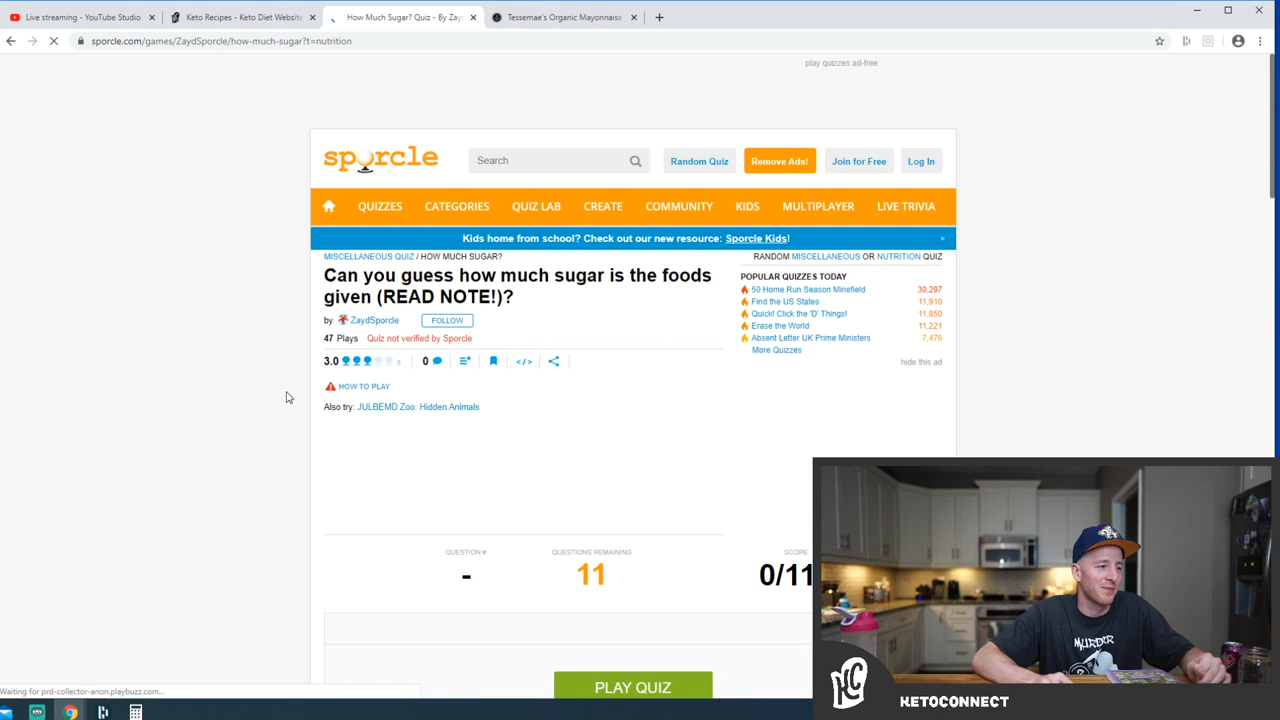 Live streaming - YouTube Studio
Keto Recipes - Keto Diet Website
How Much Sugar? Quiz - By Zay
Tessemae's Organic Mayonnaise
sporcle.com/games/ZaydSporcle/how-much-sugar?t=nutrition
play quizzes ad-free
sporcle
Search
Random Quiz
Remove Ads!
Join for Free
Log In
QUIZZES
CATEGORIES
QUIZ LAB
CREATE
COMMUNITY
KIDS
MULTIPLAYER
LIVE TRIVIA
Kids home from school? Check out our new resource: Sporcle Kids! ×
MISCELLANEOUS QUIZ / HOW MUCH SUGAR?
RANDOM MISCELLANEOUS OR NUTRITION QUIZ
Can you guess how much sugar is the foods
given (READ NOTE!)?
by ZaydSporcle FOLLOW
47 Plays Quiz not verified by Sporcle
3.0 0
HOW TO PLAY
Also try: JULBEMD Zoo: Hidden Animals
POPULAR QUIZZES TODAY
50 Home Run Season Minefield 30,297
Find the US States 11,910
Quick! Click the 'D' Things! 11,850
Erase the World 11,221
Absent Letter UK Prime Ministers 7,476
More Quizzes
hide this ad
QUESTION #
-
QUESTIONS REMAINING
11
SCORE
0/11
PLAY QUIZ
Waiting for prd-collector-anon.playbuzz.com...
MURDER
KC
KETOCONNECT